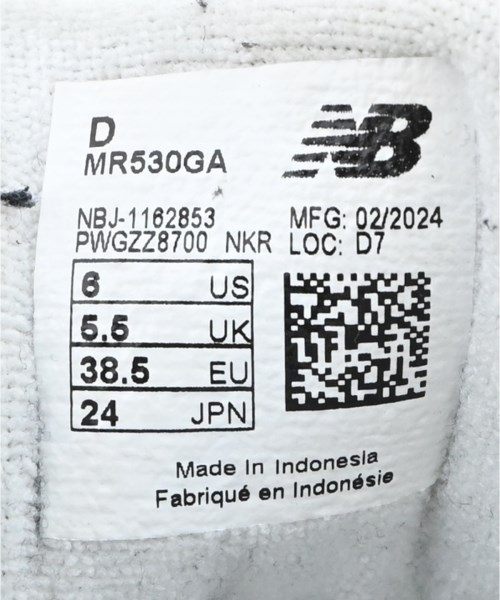 D
MR530GA
NB
NBJ-1162853 MFG: 02/2024
PWGZZ8700 NKR LOC: D7
6 US
5.5 UK
38.5 EU
24 JPN
Made In Indonesia
Fabriqué en Indonésie